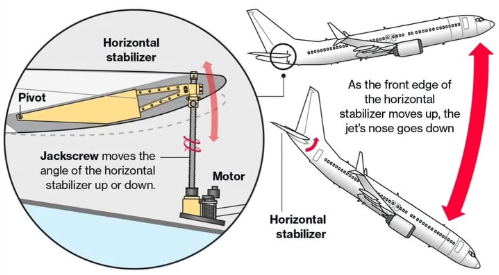 Horizontal
stabilizer
Pivot
Jackscrew moves the
angle of the horizontal
stabilizer up or down.
Motor
As the front edge of
the horizontal
stabilizer moves up, the
jet's nose goes down
Horizontal
stabilizer